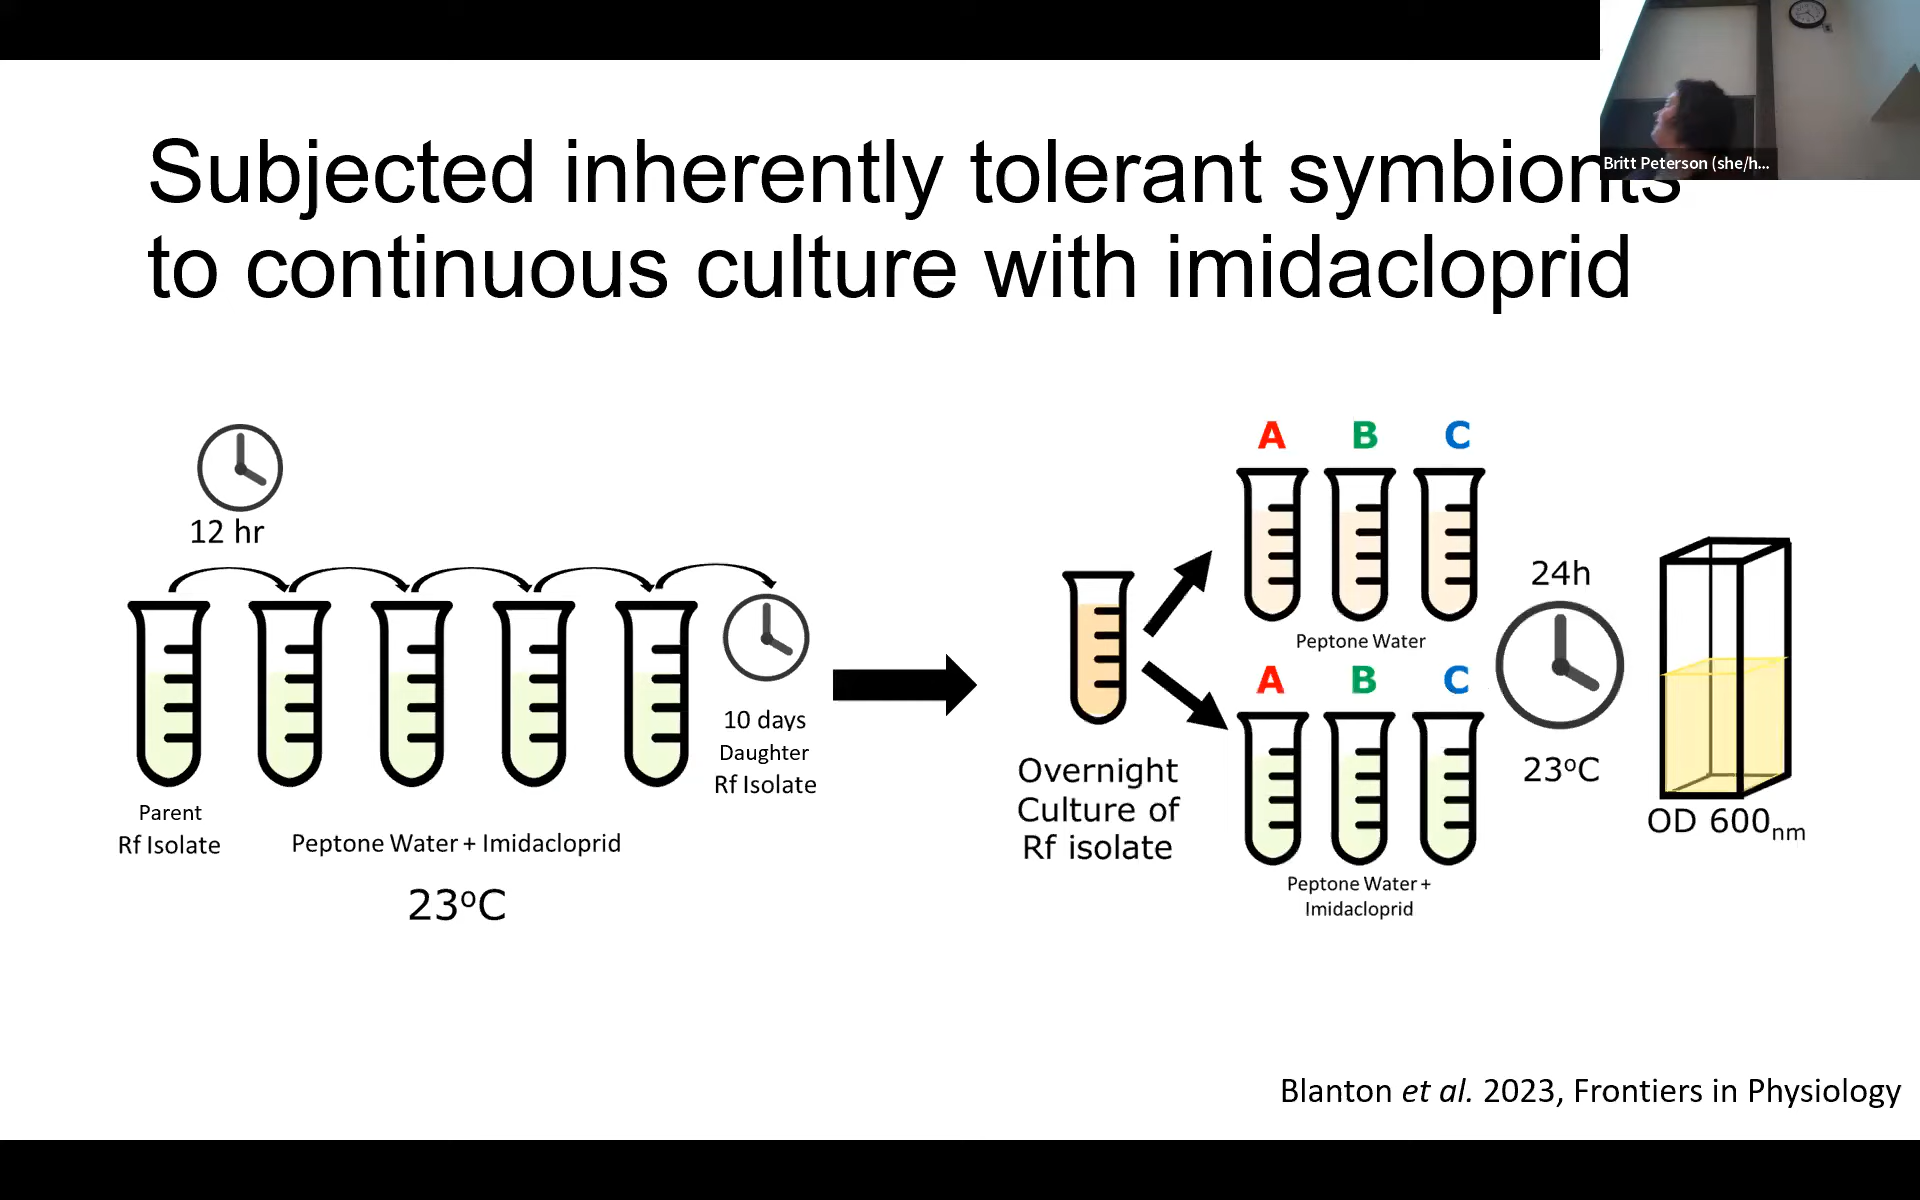 Subjected inherently tolerant symbionts
to continuous culture with imidacloprid
Britt Peterson (she/h...
12 hr
10 days
Daughter
Rf Isolate
Parent
Rf Isolate
Peptone Water + Imidacloprid
23°C
Overnight
Culture of
Rf isolate
A B C
Peptone Water
A B C
Peptone Water +
Imidacloprid
24h
23°C
OD 600nm
Blanton et al. 2023, Frontiers in Physiology